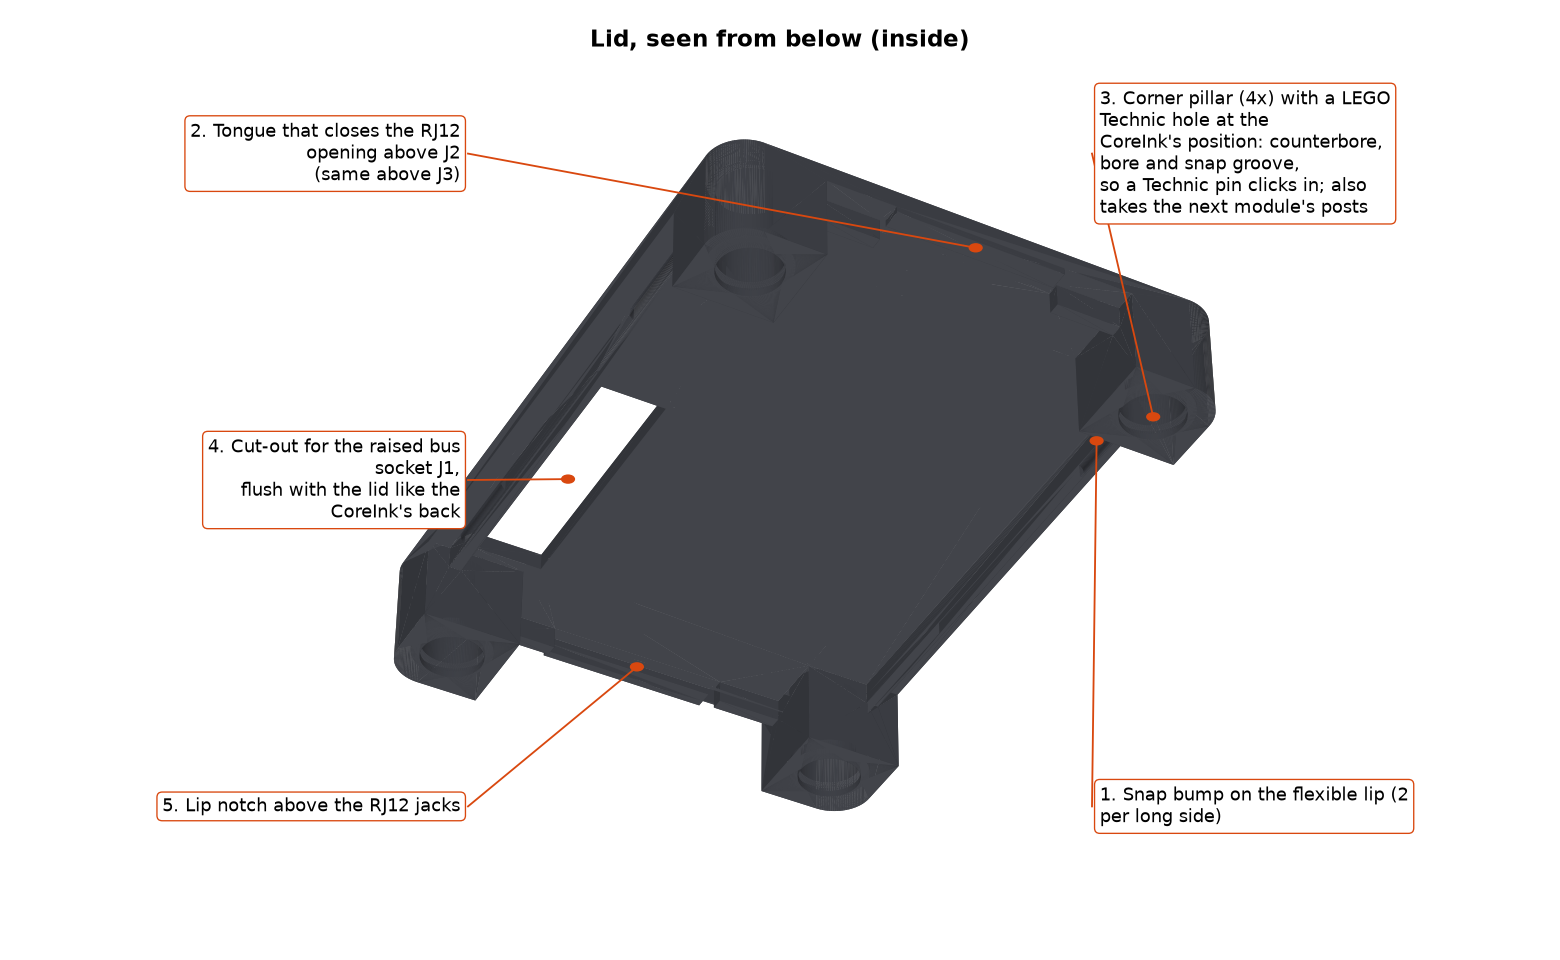 Lid, seen from below (inside)
2. Tongue that closes the RJ12
opening above J2
(same above J3)
3. Corner pillar (4x) with a LEGO
Technic hole at the
CoreInk's position: counterbore,
bore and snap groove,
so a Technic pin clicks in; also
takes the next module's posts
4. Cut-out for the raised bus
socket J1,
flush with the lid like the
CoreInk's back
5. Lip notch above the RJ12 jacks
1. Snap bump on the flexible lip (2
per long side)